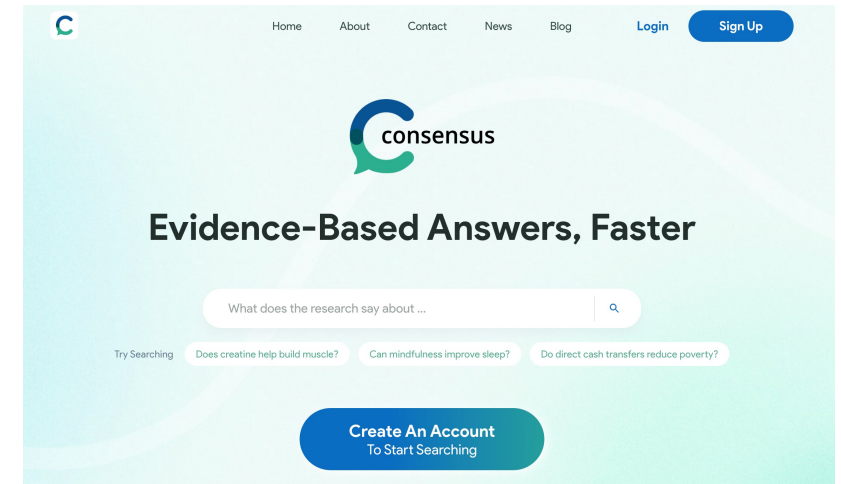 Home About Contact News Blog Login Sign Up
consensus
Evidence-Based Answers, Faster
What does the research say about ...
Try Searching Does creatine help build muscle? Can mindfulness improve sleep? Do direct cash transfers reduce poverty?
Create An Account
To Start Searching